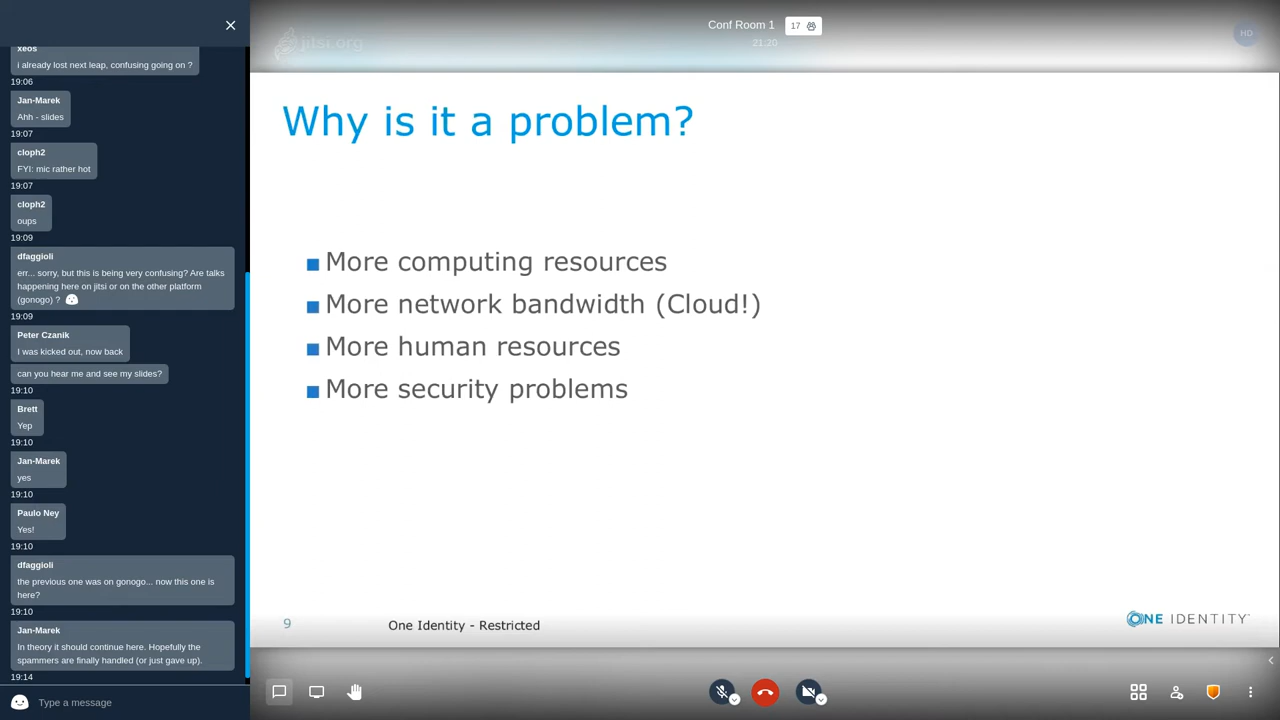 xeos
i already lost next leap, confusing going on ?
19:06
Jan-Marek
Ahh - slides
19:07
cloph2
FYI: mic rather hot
19:07
cloph2
oups
19:09
dfaggioli
err... sorry, but this is being very confusing? Are talks
happening here on jitsi or on the other platform
(gonogo) ?
19:09
Peter Czanik
I was kicked out, now back
can you hear me and see my slides?
19:10
Brett
Yep
19:10
Jan-Marek
yes
19:10
Paulo Ney
Yes!
19:10
dfaggioli
the previous one was on gonogo... now this one is
here?
19:10
Jan-Marek
In theory it should continue here. Hopefully the
spammers are finally handled (or just gave up).
19:14
Type a message
jitsi.org
Conf Room 1
17
21:20
HD
Why is it a problem?
More computing resources
More network bandwidth (Cloud!)
More human resources
More security problems
9
One Identity - Restricted
ONE IDENTITY